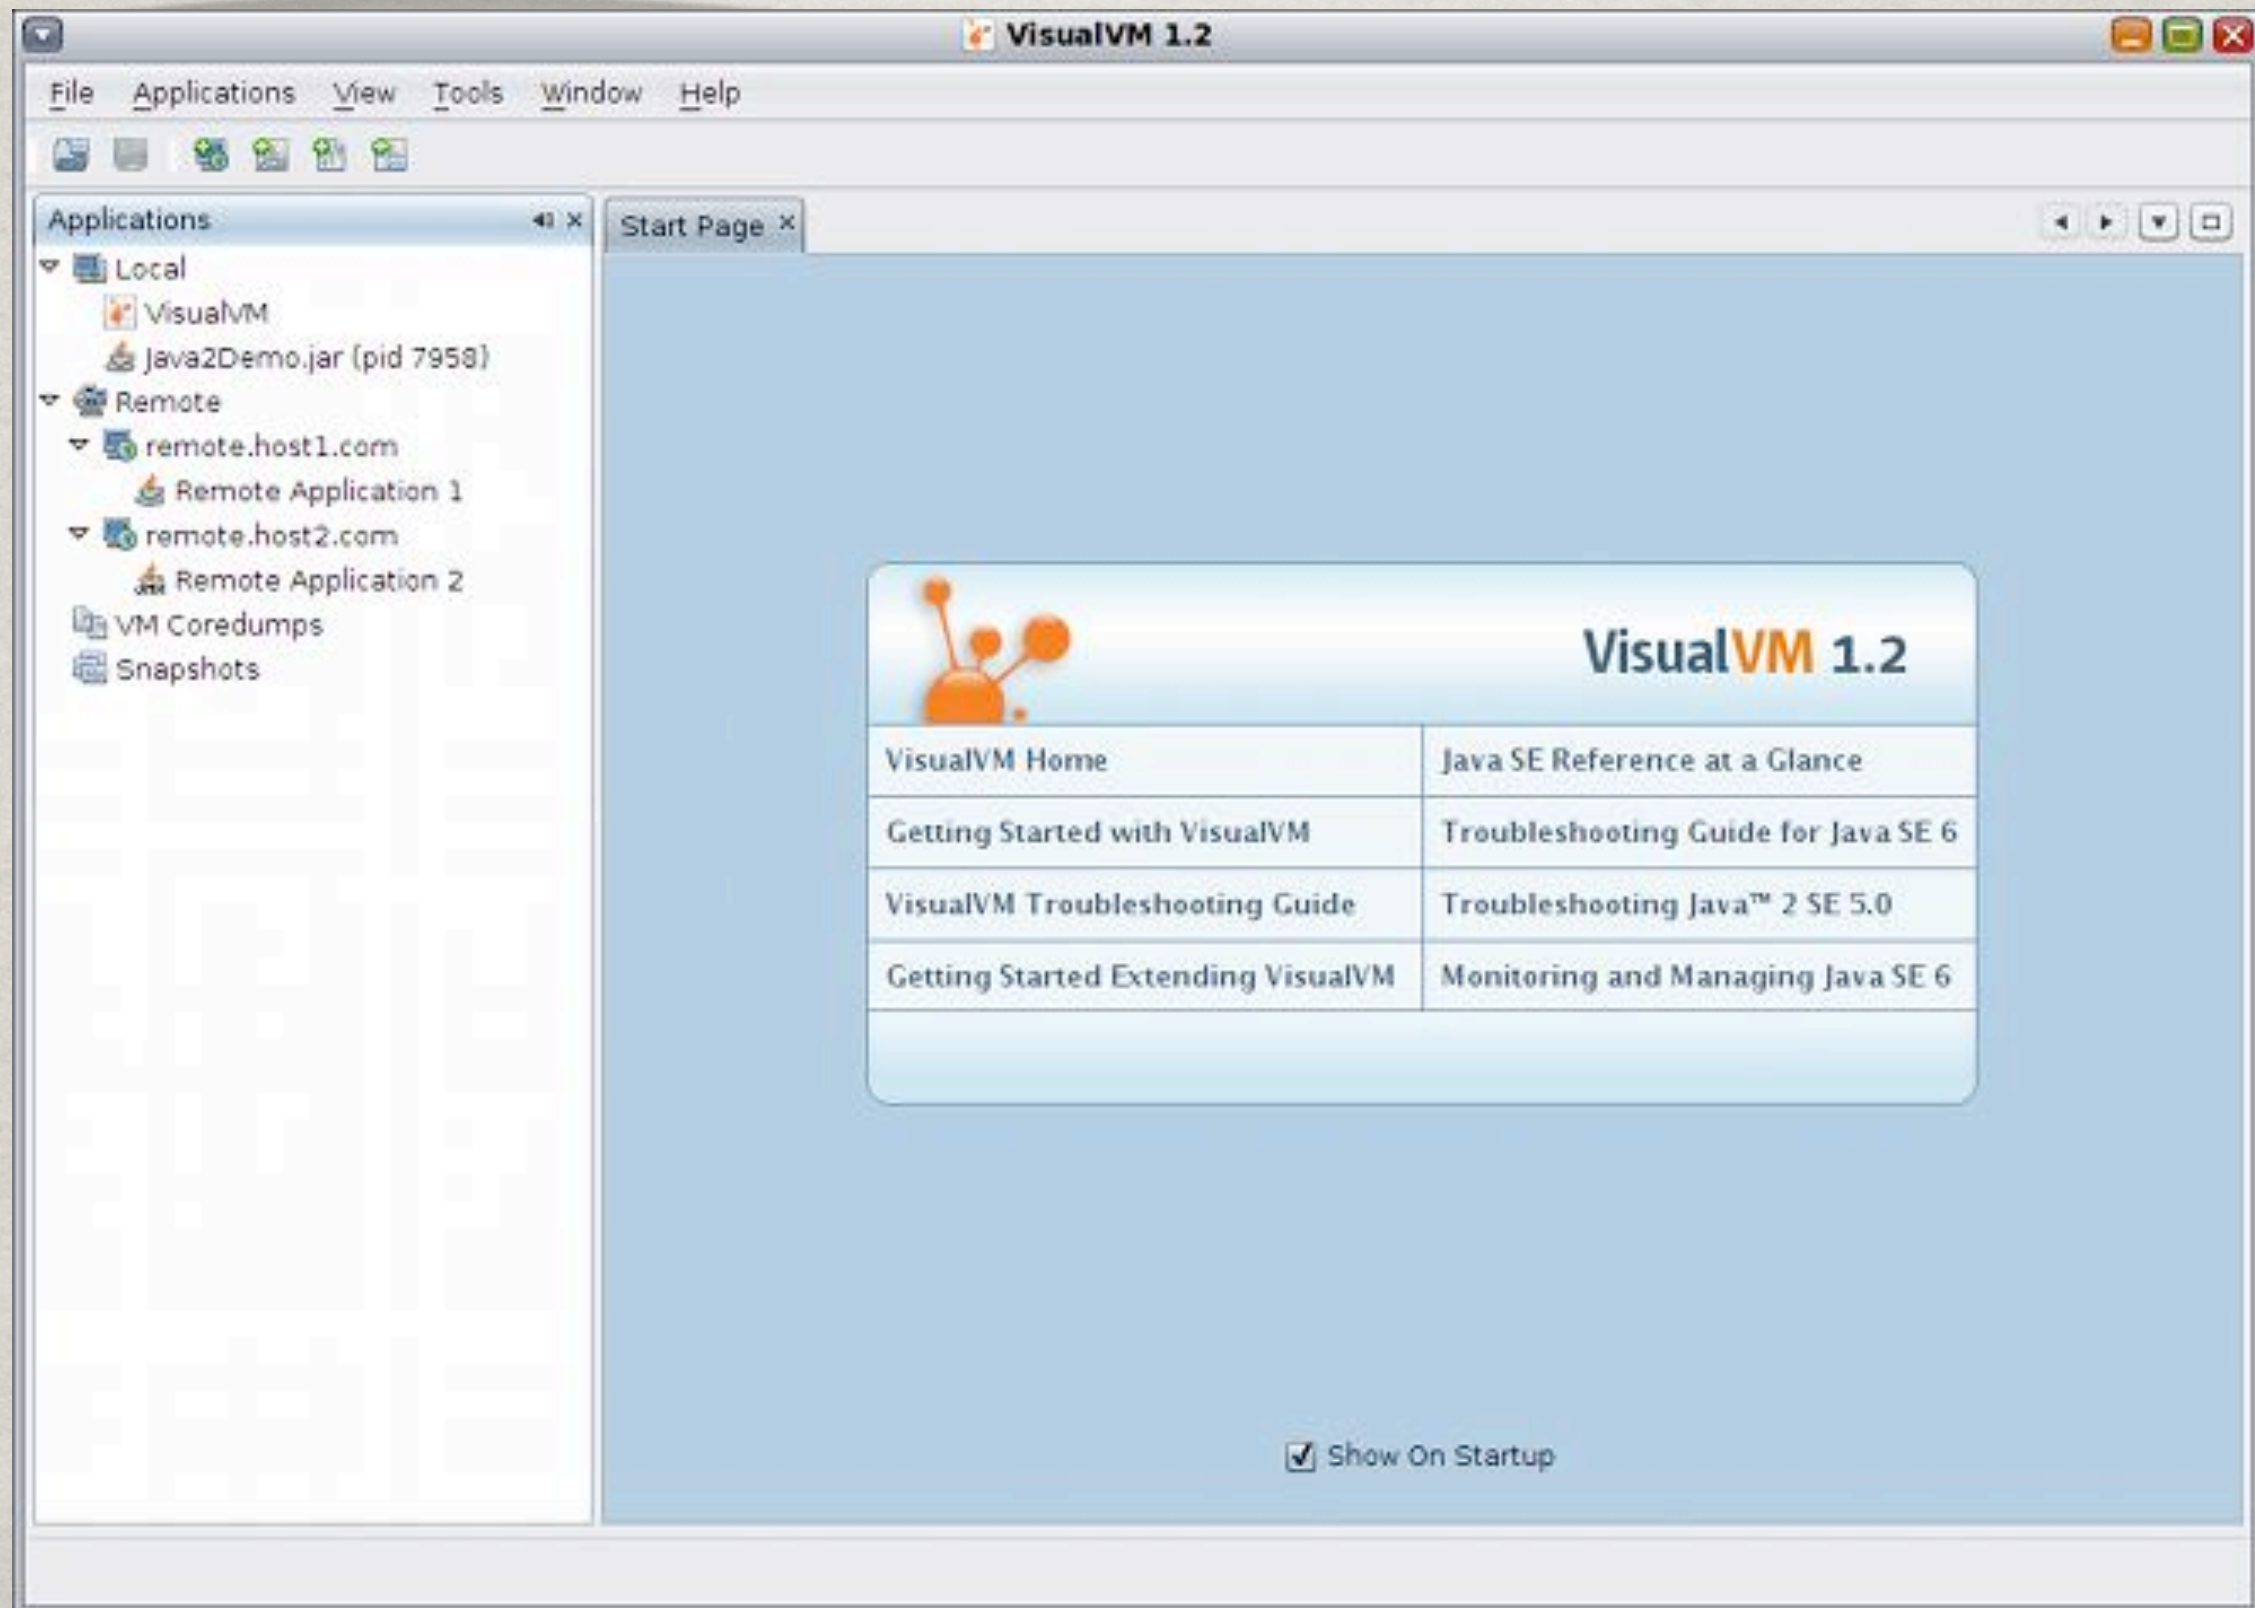 VisualVM 1.2
File Applications View Tools Window Help
Applications
Start Page
Local
VisualVM
Java2Demo.jar (pid 7958)
Remote
remote.host1.com
Remote Application 1
remote.host2.com
Remote Application 2
VM Coredumps
Snapshots
VisualVM 1.2
VisualVM Home
Java SE Reference at a Glance
Getting Started with VisualVM
Troubleshooting Guide for Java SE 6
VisualVM Troubleshooting Guide
Troubleshooting Java™ 2 SE 5.0
Getting Started Extending VisualVM
Monitoring and Managing Java SE 6
Show On Startup